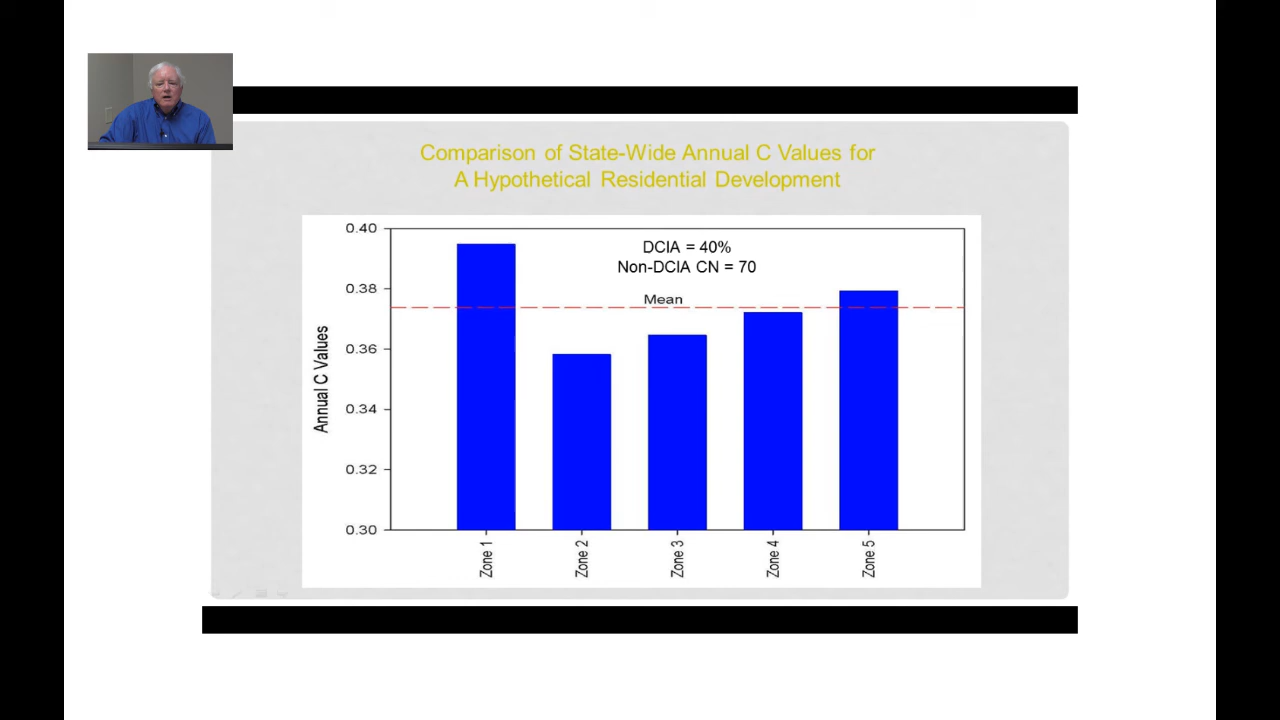 Comparison of State-Wide Annual C Values for
A Hypothetical Residential Development
DCIA = 40%
Non-DCIA CN = 70
Mean
Annual C Values
0.40
0.38
0.36
0.34
0.32
0.30
Zone 1
Zone 2
Zone 3
Zone 4
Zone 5